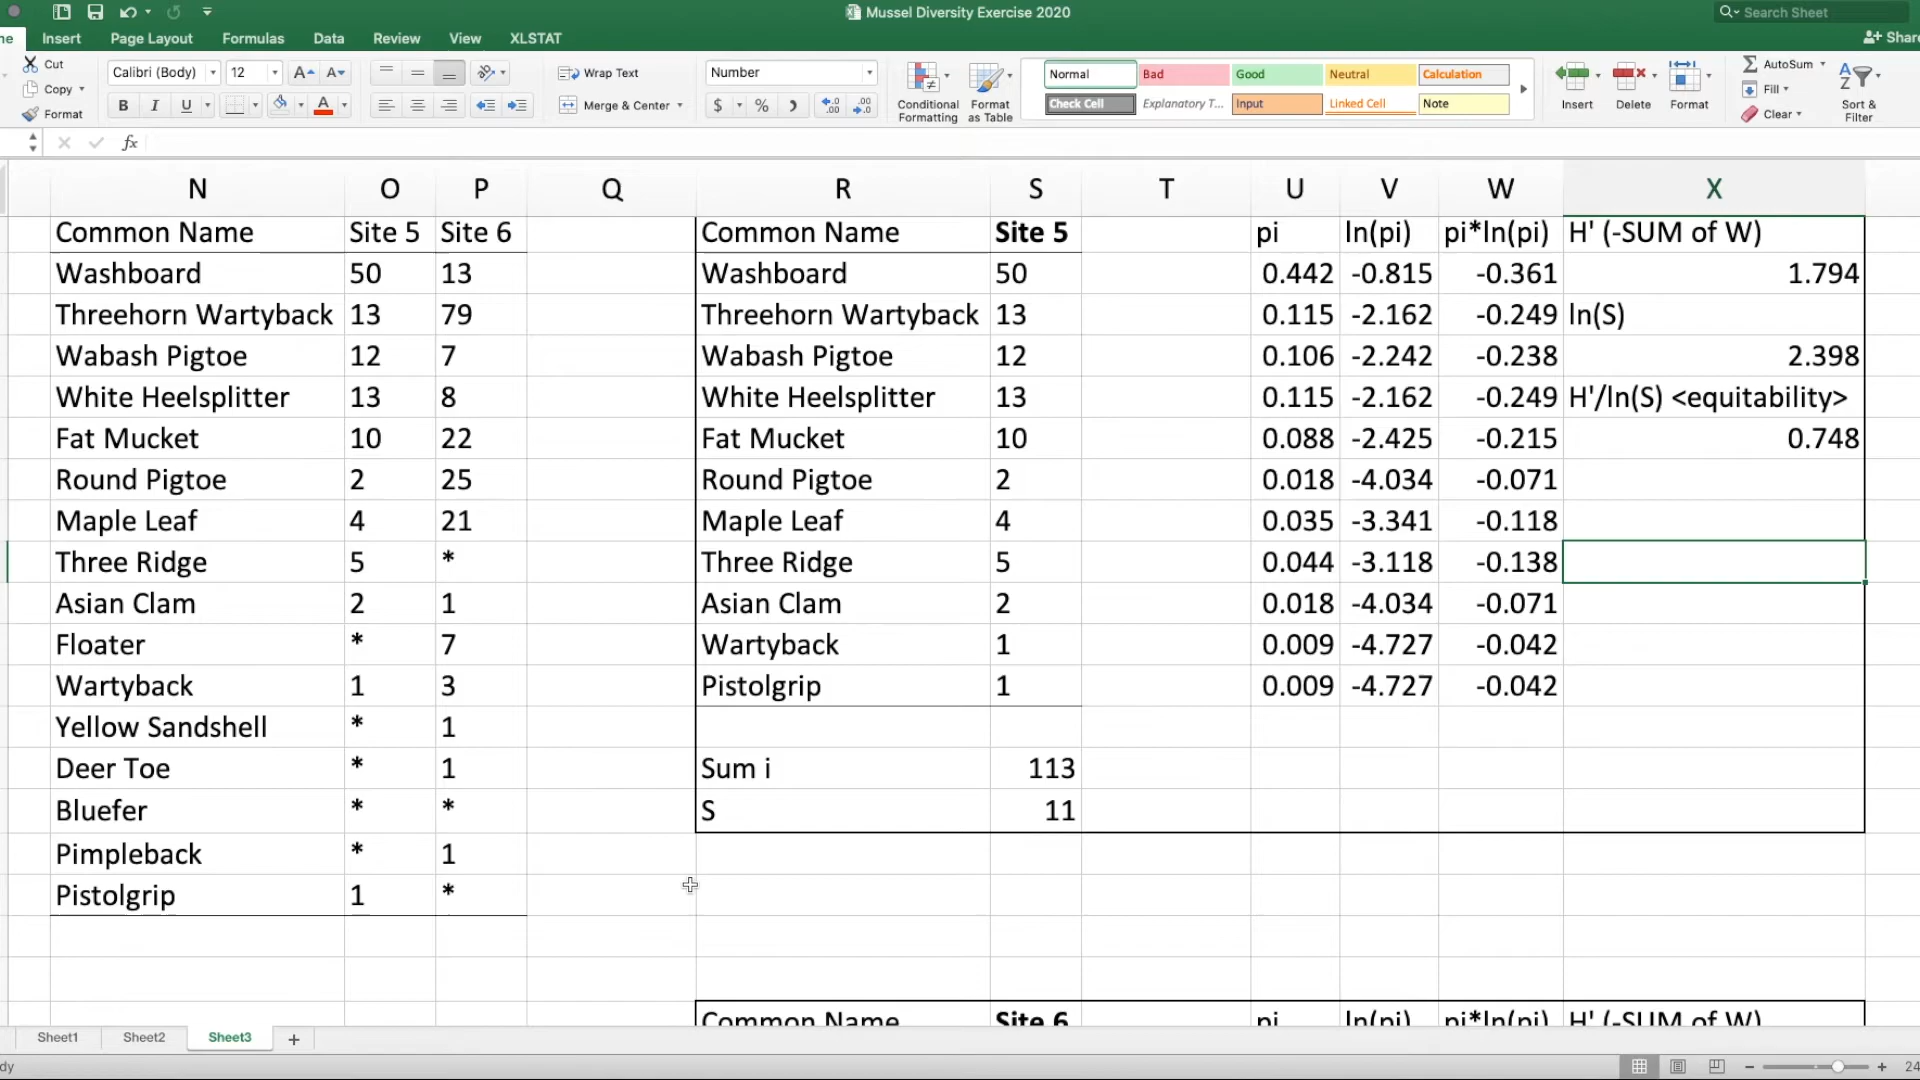 Mussel Diversity Exercise 2020
Search Sheet
Insert Page Layout Formulas Data Review View XLSTAT
Share
Cut
Copy
Format
Calibri (Body) 12
B I U
Wrap Text
Merge & Center
Number
$ %
Conditional Formatting
Format as Table
Normal Bad Good Neutral Calculation
Check Cell Explanatory T... Input Linked Cell Note
Insert Delete Format
AutoSum
Fill
Clear
Sort & Filter
fx
N O P Q R S T U V W X
Common Name Site 5 Site 6 Common Name Site 5 pi ln(pi) pi*ln(pi) H' (-SUM of W)
Washboard 50 13 Washboard 50 0.442 -0.815 -0.361 1.794
Threehorn Wartyback 13 79 Threehorn Wartyback 13 0.115 -2.162 -0.249 ln(S)
Wabash Pigtoe 12 7 Wabash Pigtoe 12 0.106 -2.242 -0.238 2.398
White Heelsplitter 13 8 White Heelsplitter 13 0.115 -2.162 -0.249 H'/ln(S) <equitability>
Fat Mucket 10 22 Fat Mucket 10 0.088 -2.425 -0.215 0.748
Round Pigtoe 2 25 Round Pigtoe 2 0.018 -4.034 -0.071
Maple Leaf 4 21 Maple Leaf 4 0.035 -3.341 -0.118
Three Ridge 5 * Three Ridge 5 0.044 -3.118 -0.138
Asian Clam 2 1 Asian Clam 2 0.018 -4.034 -0.071
Floater * 7 Wartyback 1 0.009 -4.727 -0.042
Wartyback 1 3 Pistolgrip 1 0.009 -4.727 -0.042
Yellow Sandshell * 1
Deer Toe * 1 Sum i 113
Bluefer * * S 11
Pimpleback * 1
Pistolgrip 1 *
Common Name Site 6 pi ln(pi) pi*ln(pi) H' (-SUM of W)
Sheet1 Sheet2 Sheet3 +